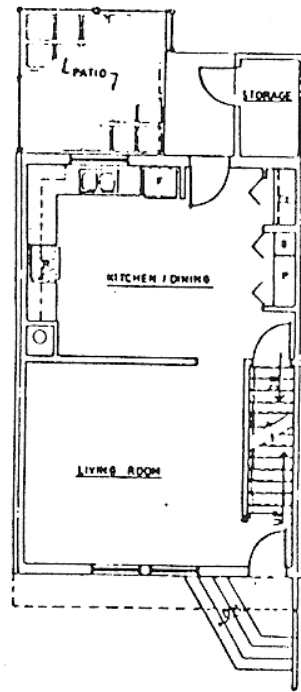 PATIO
STORAGE
F
KITCHEN / DINING
P
LIVING ROOM